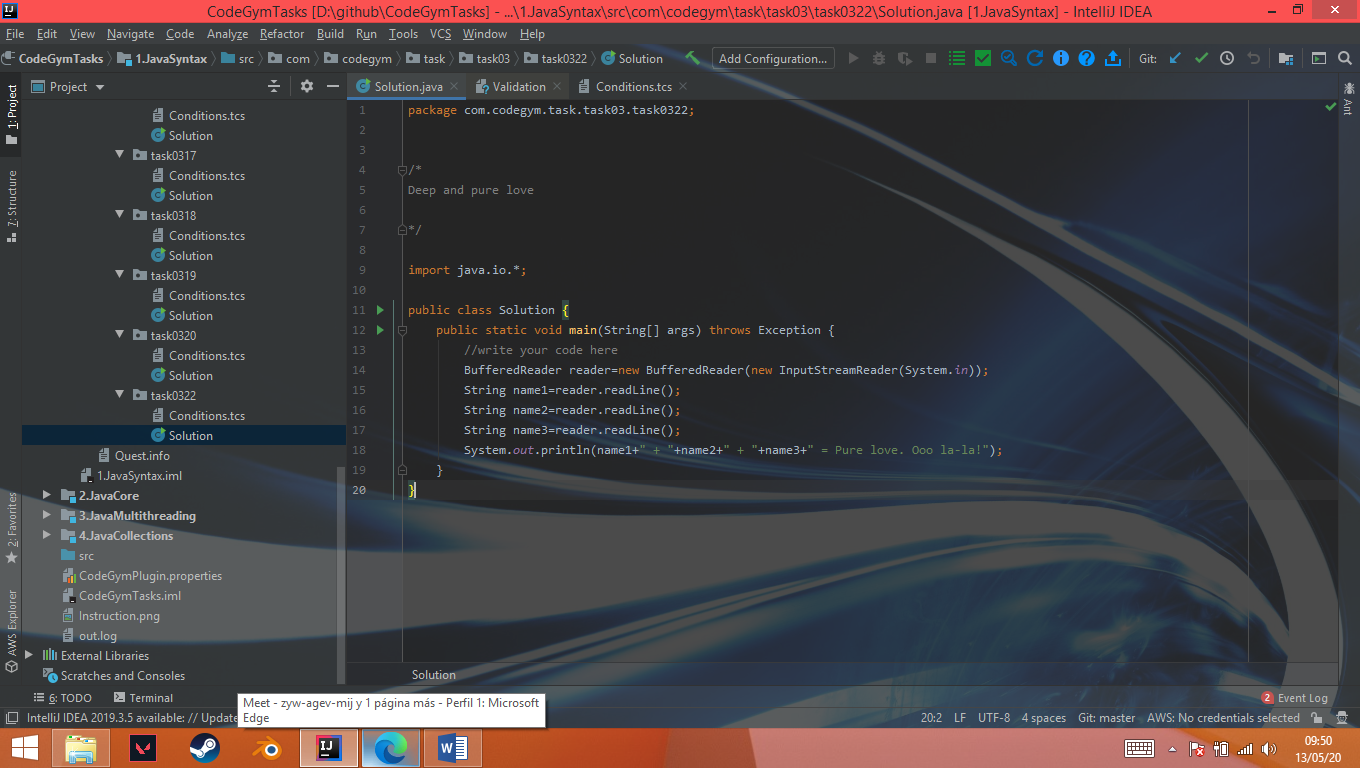 CodeGymTasks [D:\github\CodeGymTasks] - ...\1.JavaSyntax\src\com\codegym\task\task03\task0322\Solution.java [1.JavaSyntax] - IntelliJ IDEA
File Edit View Navigate Code Analyze Refactor Build Run Tools VCS Window Help
CodeGymTasks 1.JavaSyntax src com codegym task task03 task0322 Solution Add Configuration... Git:
1: Project
7: Structure
2: Favorites
AWS Explorer
Project
Conditions.tcs
Solution
task0317
Conditions.tcs
Solution
task0318
Conditions.tcs
Solution
task0319
Conditions.tcs
Solution
task0320
Conditions.tcs
Solution
task0322
Conditions.tcs
Solution
Quest.info
1.JavaSyntax.iml
2.JavaCore
3.JavaMultithreading
4.JavaCollections
src
CodeGymPlugin.properties
CodeGymTasks.iml
Instruction.png
out.log
External Libraries
Scratches and Consoles
Solution.java Validation Conditions.tcs
1 package com.codegym.task.task03.task0322;
2
3
4 /*
5 Deep and pure love
6
7 */
8
9 import java.io.*;
10
11 public class Solution {
12 public static void main(String[] args) throws Exception {
13 //write your code here
14 BufferedReader reader=new BufferedReader(new InputStreamReader(System.in));
15 String name1=reader.readLine();
16 String name2=reader.readLine();
17 String name3=reader.readLine();
18 System.out.println(name1+" + "+name2+" + "+name3+" = Pure love. Ooo la-la!");
19 }
20 }
Solution
Ant
6: TODO Terminal
2 Event Log
Meet - zyw-agev-mij y 1 página más - Perfil 1: Microsoft
Edge
IntelliJ IDEA 2019.3.5 available: // Update
20:2 LF UTF-8 4 spaces Git: master AWS: No credentials selected
09:50
13/05/20